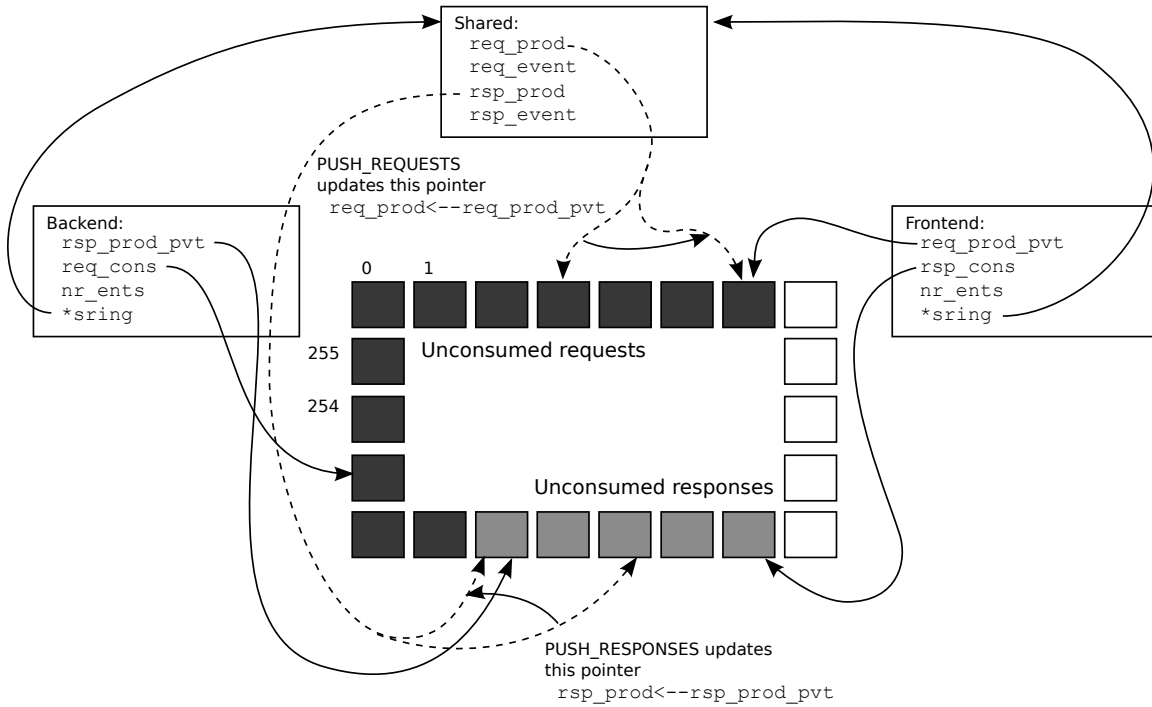 Shared:
req_prod
req_event
rsp_prod
rsp_event
PUSH_REQUESTS
updates this pointer
req_prod<--req_prod_pvt
Backend:
rsp_prod_pvt
req_cons
nr_ents
*sring
Frontend:
req_prod_pvt
rsp_cons
nr_ents
*sring
0 1
255
Unconsumed requests
254
Unconsumed responses
PUSH_RESPONSES updates
this pointer
rsp_prod<--rsp_prod_pvt